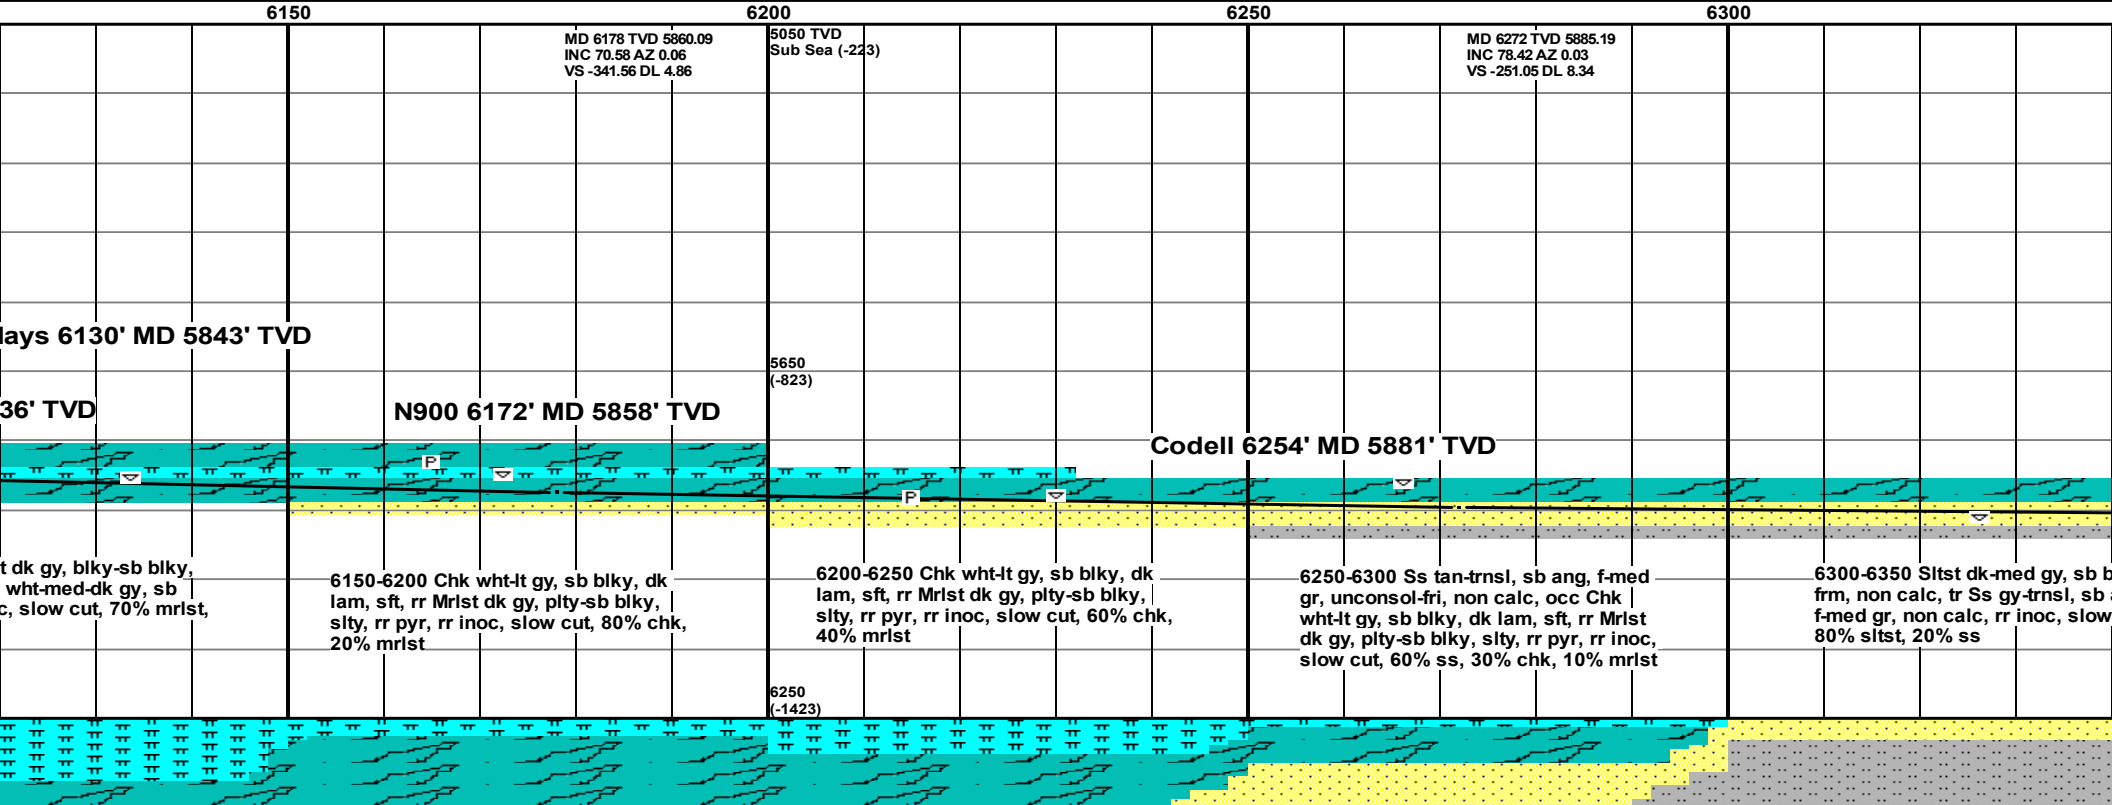 6150 6200 6250 6300
MD 6178 TVD 5860.09
INC 70.58 AZ 0.06
VS -341.56 DL 4.86
5050 TVD
Sub Sea (-223)
MD 6272 TVD 5885.19
INC 78.42 AZ 0.03
VS -251.05 DL 8.34
lays 6130' MD 5843' TVD
5650
(-823)
36' TVD
N900 6172' MD 5858' TVD
Codell 6254' MD 5881' TVD
P
P
t dk gy, blky-sb blky,
wht-med-dk gy, sb
c, slow cut, 70% mrlst,
6150-6200 Chk wht-lt gy, sb blky, dk
lam, sft, rr Mrlst dk gy, plty-sb blky,
slty, rr pyr, rr inoc, slow cut, 80% chk,
20% mrlst
6200-6250 Chk wht-lt gy, sb blky, dk
lam, sft, rr Mrlst dk gy, plty-sb blky,
slty, rr pyr, rr inoc, slow cut, 60% chk,
40% mrlst
6250-6300 Ss tan-trnsl, sb ang, f-med
gr, unconsol-fri, non calc, occ Chk
wht-lt gy, sb blky, dk lam, sft, rr Mrlst
dk gy, plty-sb blky, slty, rr pyr, rr inoc,
slow cut, 60% ss, 30% chk, 10% mrlst
6300-6350 Sltst dk-med gy, sb b
frm, non calc, tr Ss gy-trnsl, sb
f-med gr, non calc, rr inoc, slow
80% sltst, 20% ss
6250
(-1423)